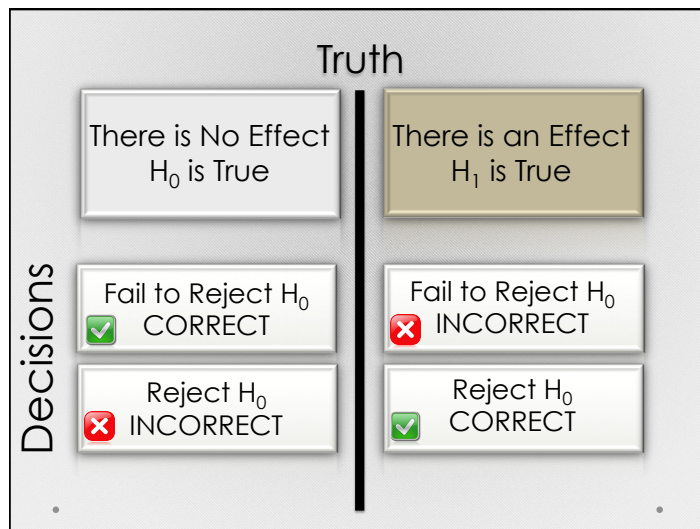 Truth
There is No Effect
H₀ is True
There is an Effect
H₁ is True
Decisions
Fail to Reject H₀
CORRECT
Fail to Reject H₀
INCORRECT
Reject H₀
INCORRECT
Reject H₀
CORRECT